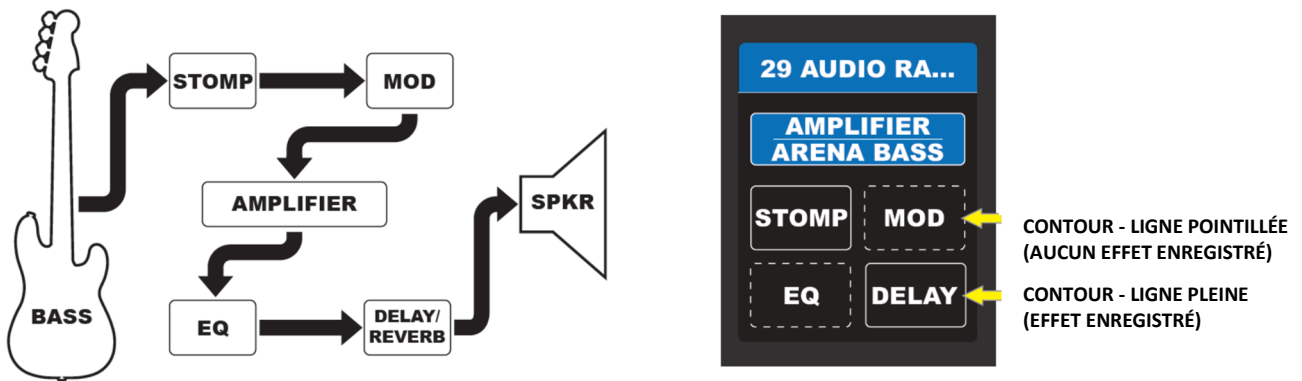 STOMP
MOD
AMPLIFIER
SPKR
BASS
EQ
DELAY/
REVERB
29 AUDIO RA...
AMPLIFIER
ARENA BASS
STOMP
MOD
EQ
DELAY
CONTOUR - LIGNE POINTILLÉE
(AUCUN EFFET ENREGISTRÉ)
CONTOUR - LIGNE PLEINE
(EFFET ENREGISTRÉ)